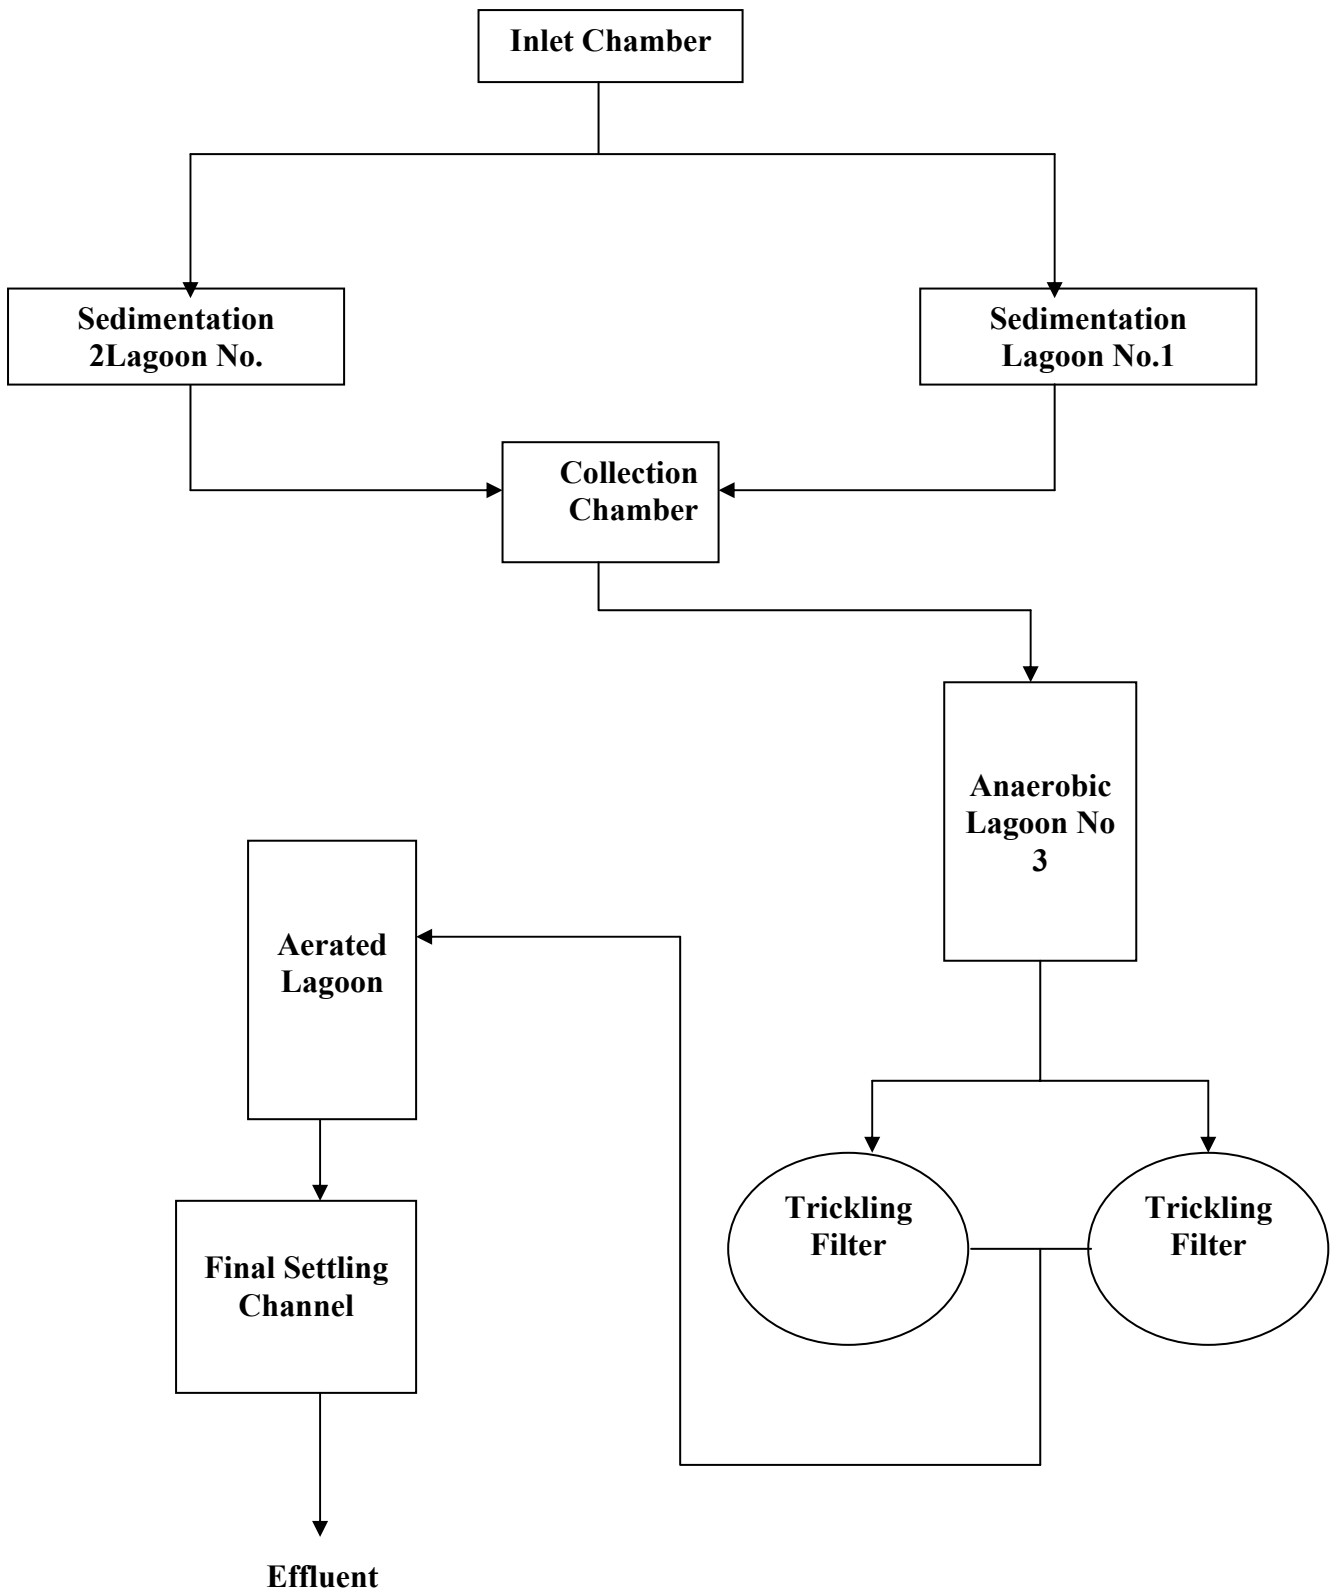 Inlet Chamber
Sedimentation
2Lagoon No.
Sedimentation
Lagoon No.1
Collection
Chamber
Anaerobic
Lagoon No
3
Aerated
Lagoon
Trickling
Filter
Trickling
Filter
Final Settling
Channel
Effluent